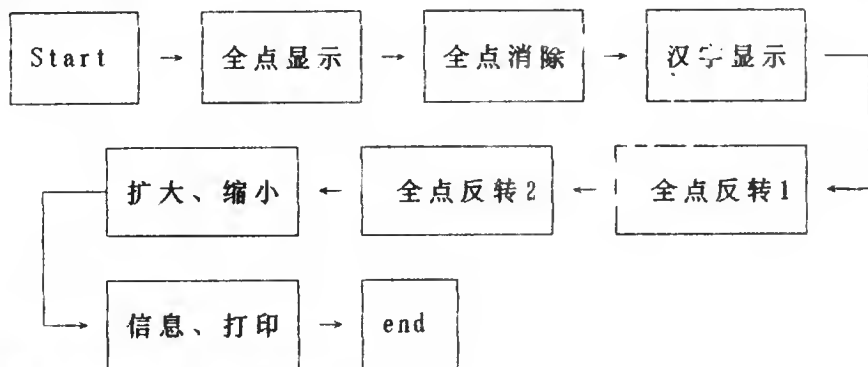 Start → 全点显示 → 全点消除 → 汉字显示
全点反转1 → 全点反转2 → 扩大、缩小
信息、打印 → end